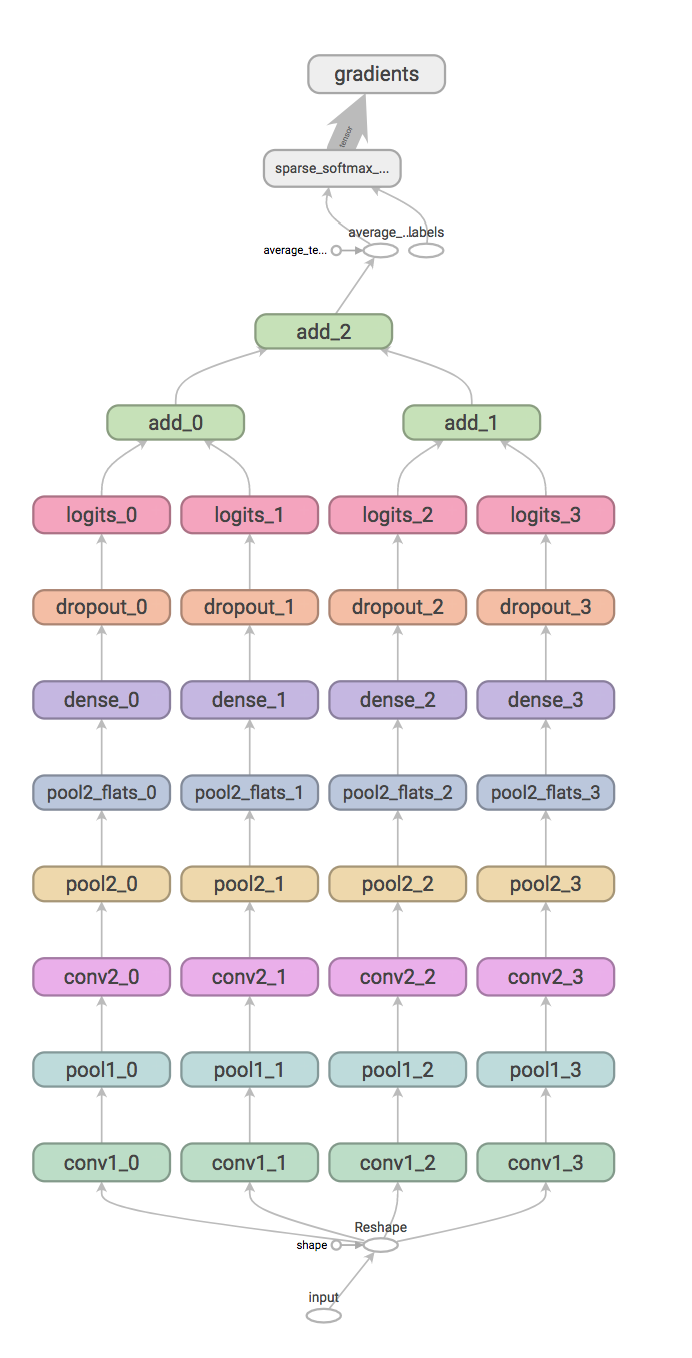 gradients
tensor
sparse_softmax_...
average_... labels
average_te...
add_2
add_0 add_1
logits_0 logits_1 logits_2 logits_3
dropout_0 dropout_1 dropout_2 dropout_3
dense_0 dense_1 dense_2 dense_3
pool2_flats_0 pool2_flats_1 pool2_flats_2 pool2_flats_3
pool2_0 pool2_1 pool2_2 pool2_3
conv2_0 conv2_1 conv2_2 conv2_3
pool1_0 pool1_1 pool1_2 pool1_3
conv1_0 conv1_1 conv1_2 conv1_3
Reshape
shape
input